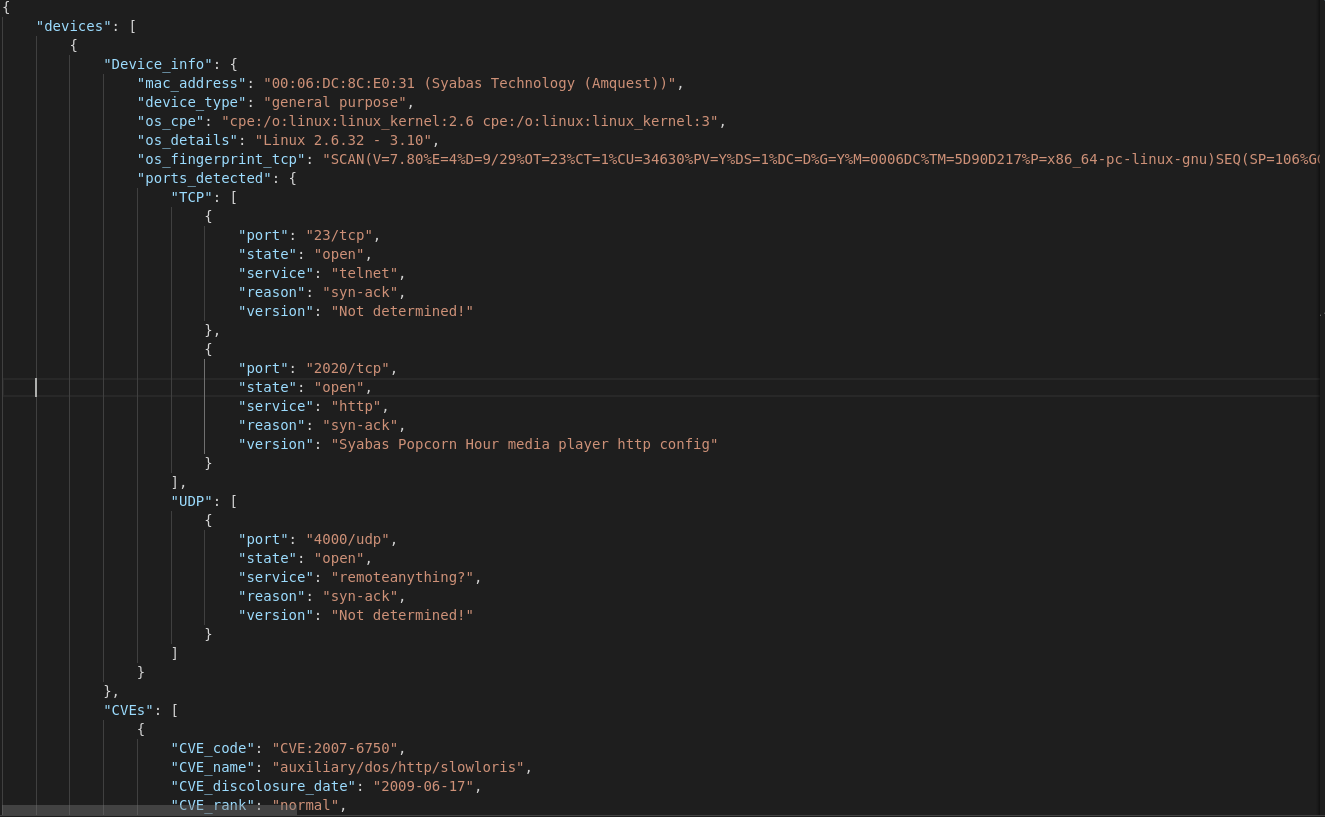 {
    "devices": [
        {
            "Device_info": {
                "mac_address": "00:06:DC:8C:E0:31 (Syabas Technology (Amquest))",
                "device_type": "general purpose",
                "os_cpe": "cpe:/o:linux:linux_kernel:2.6 cpe:/o:linux:linux_kernel:3",
                "os_details": "Linux 2.6.32 - 3.10",
                "os_fingerprint_tcp": "SCAN(V=7.80%E=4%D=9/29%OT=23%CT=1%CU=34630%PV=Y%DS=1%DC=D%G=Y%M=0006DC%TM=5D90D217%P=x86_64-pc-linux-gnu)SEQ(SP=106%G
                "ports_detected": {
                    "TCP": [
                        {
                            "port": "23/tcp",
                            "state": "open",
                            "service": "telnet",
                            "reason": "syn-ack",
                            "version": "Not determined!"
                        },
                        {
                            "port": "2020/tcp",
                            "state": "open",
                            "service": "http",
                            "reason": "syn-ack",
                            "version": "Syabas Popcorn Hour media player http config"
                        }
                    ],
                    "UDP": [
                        {
                            "port": "4000/udp",
                            "state": "open",
                            "service": "remoteanything?",
                            "reason": "syn-ack",
                            "version": "Not determined!"
                        }
                    ]
                }
            },
            "CVEs": [
                {
                    "CVE_code": "CVE:2007-6750",
                    "CVE_name": "auxiliary/dos/http/slowloris",
                    "CVE_discolosure_date": "2009-06-17",
                    "CVE_rank": "normal",